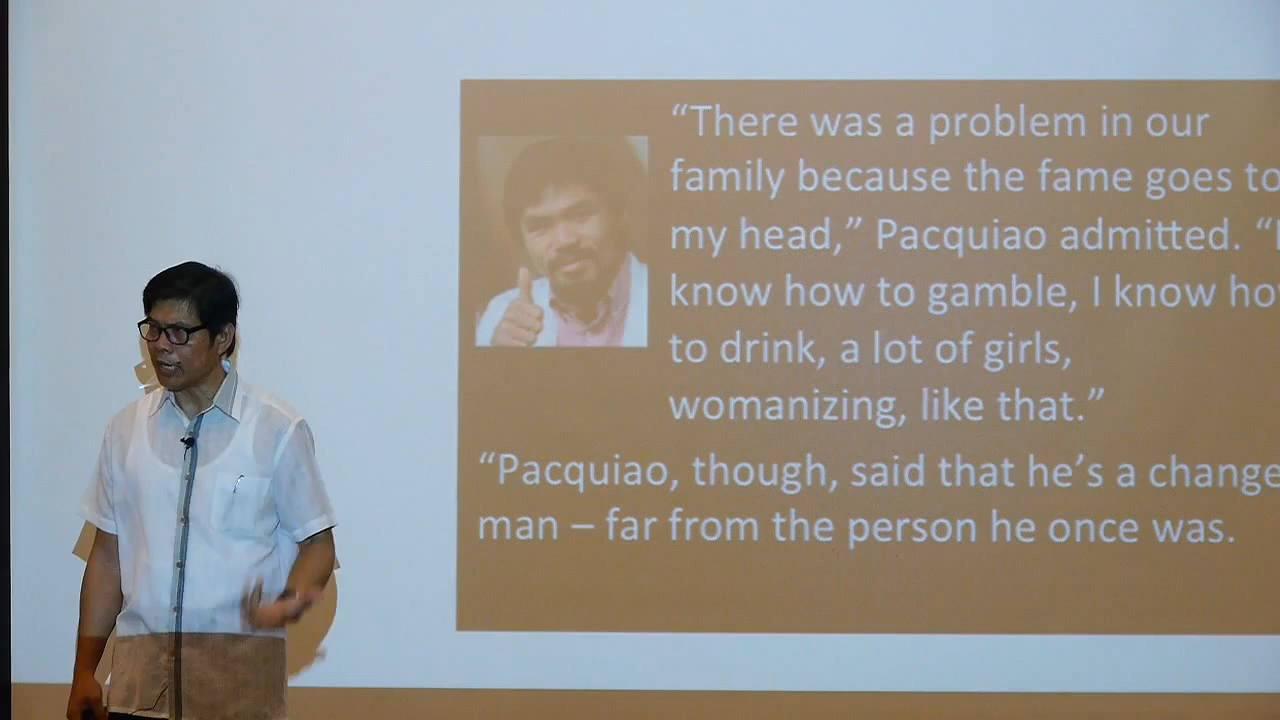 “There was a problem in our
family because the fame goes to
my head,” Pacquiao admitted. “I
know how to gamble, I know ho
to drink, a lot of girls,
womanizing, like that.”
“Pacquiao, though, said that he’s a change
man – far from the person he once was.